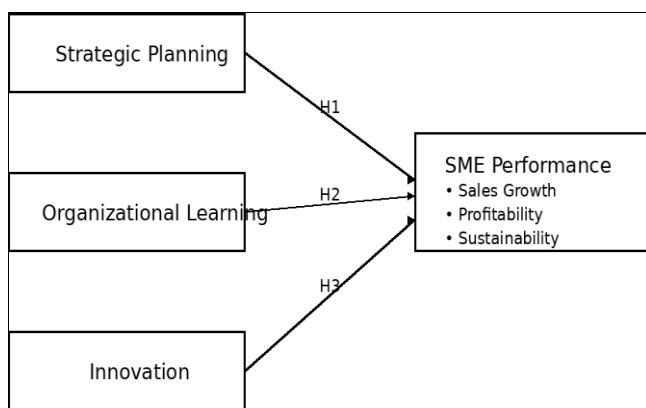 Strategic Planning
H1
SME Performance
• Sales Growth
• Profitability
• Sustainability
H2
Organizational Learning
H3
Innovation